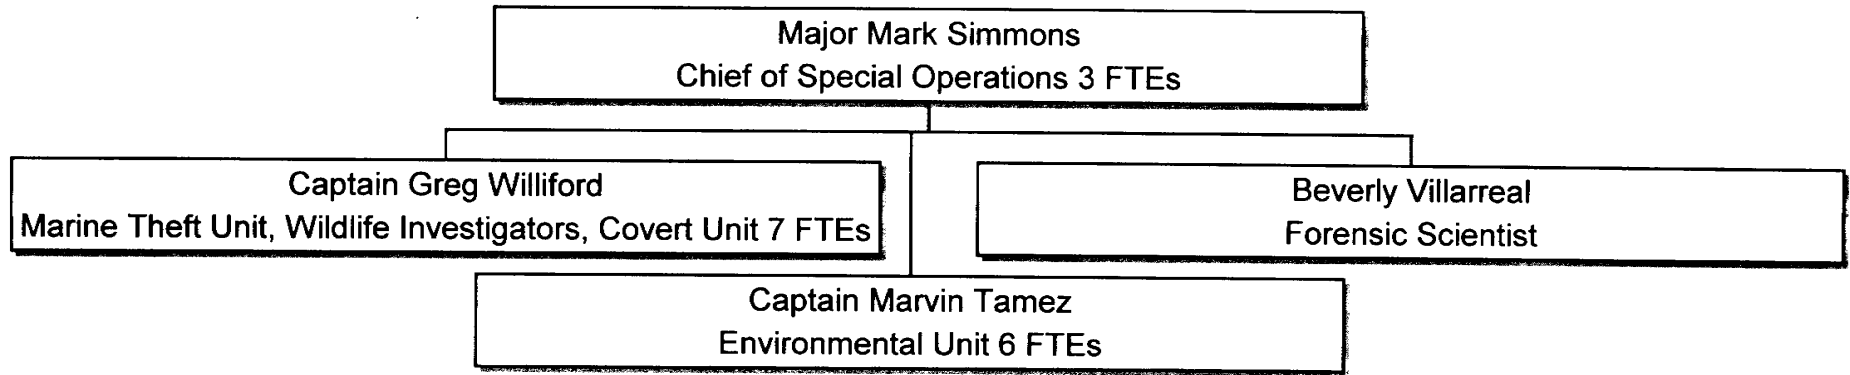 Major Mark Simmons
Chief of Special Operations 3 FTEs
Captain Greg Williford
Marine Theft Unit, Wildlife Investigators, Covert Unit 7 FTEs
Beverly Villarreal
Forensic Scientist
Captain Marvin Tamez
Environmental Unit 6 FTEs